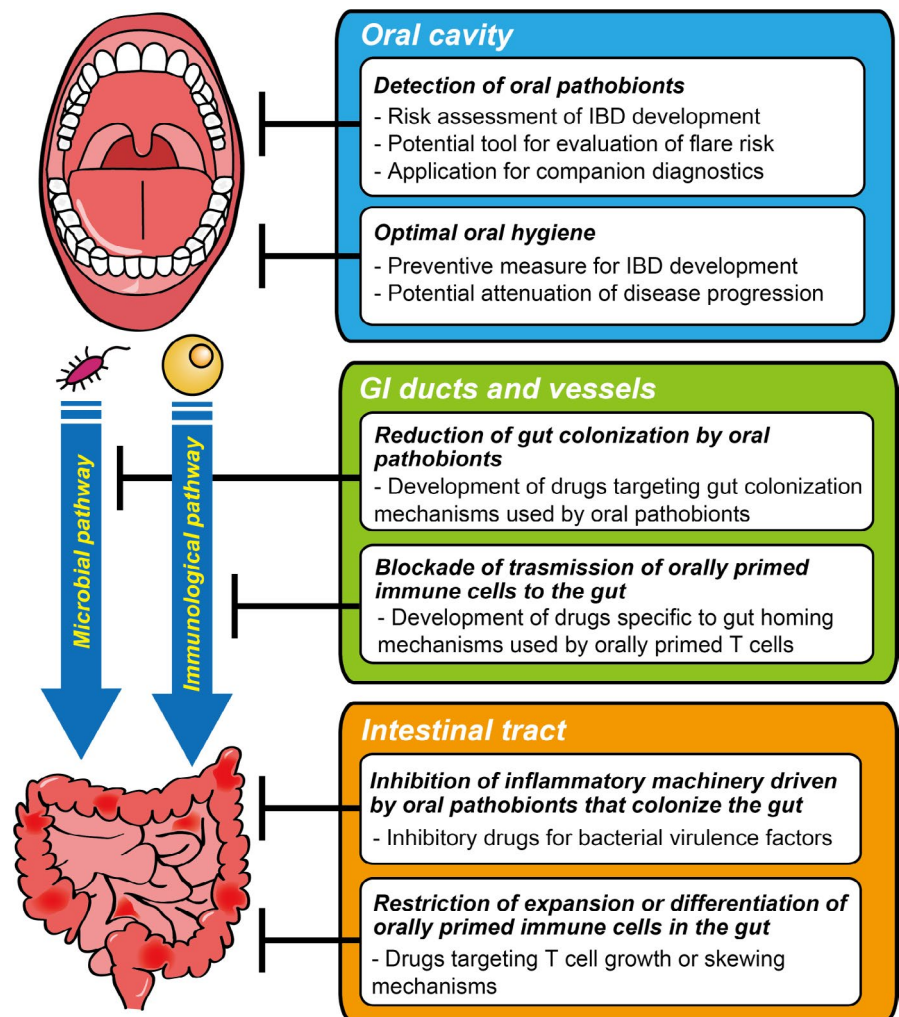 Oral cavity
Detection of oral pathobionts
- Risk assessment of IBD development
- Potential tool for evaluation of flare risk
- Application for companion diagnostics
Optimal oral hygiene
- Preventive measure for IBD development
- Potential attenuation of disease progression
Microbial pathway
Immunological pathway
GI ducts and vessels
Reduction of gut colonization by oral
pathobionts
- Development of drugs targeting gut colonization
mechanisms used by oral pathobionts
Blockade of trasmission of orally primed
immune cells to the gut
- Development of drugs specific to gut homing
mechanisms used by orally primed T cells
Intestinal tract
Inhibition of inflammatory machinery driven
by oral pathobionts that colonize the gut
- Inhibitory drugs for bacterial virulence factors
Restriction of expansion or differentiation of
orally primed immune cells in the gut
- Drugs targeting T cell growth or skewing
mechanisms